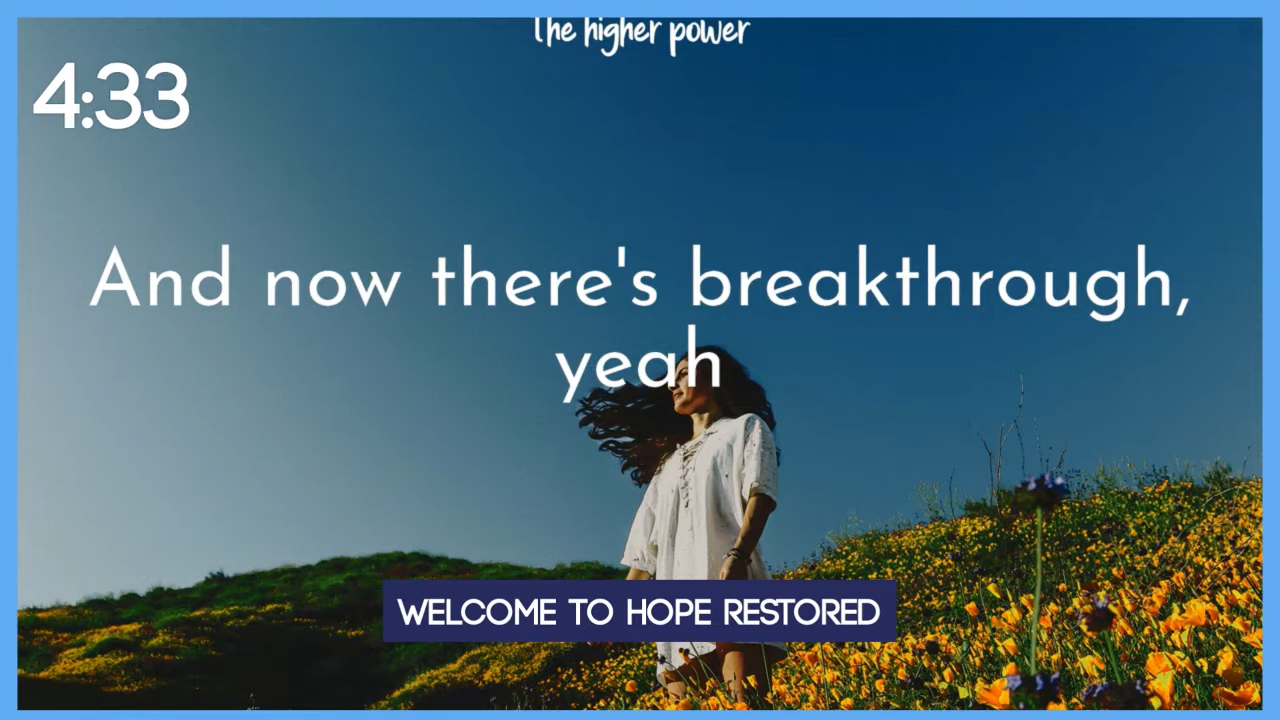 The higher power
4:33
And now there's breakthrough,
yeah
WELCOME TO HOPE RESTORED